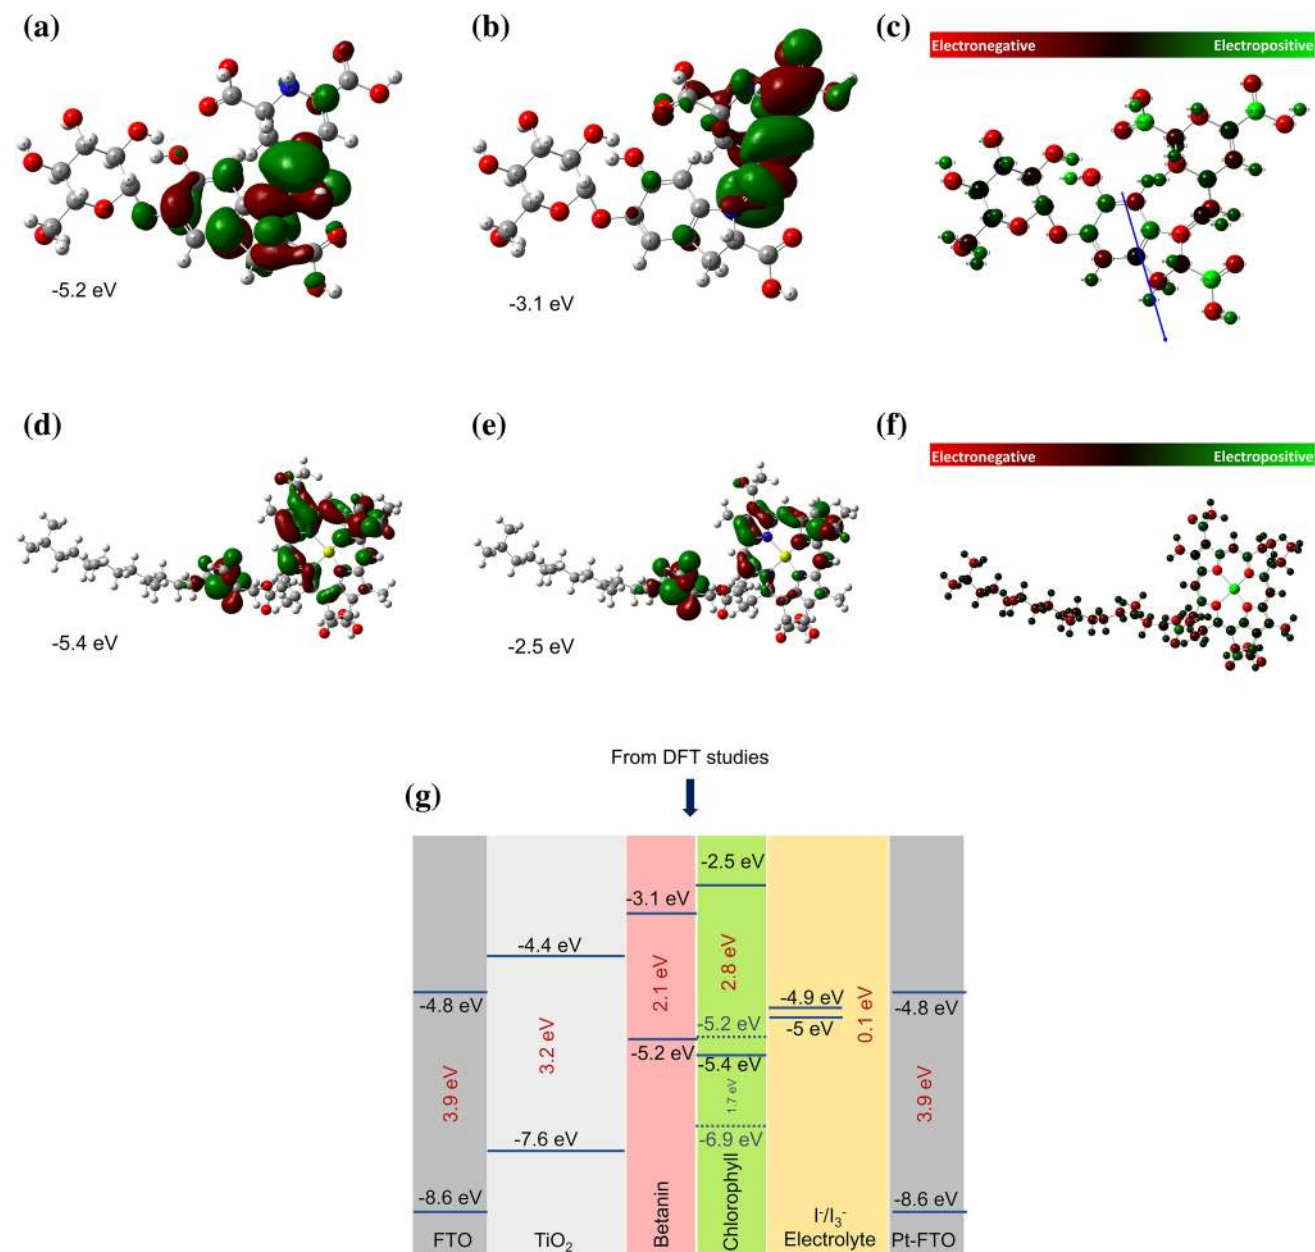 (a)
(b)
(c)
Electronegative Electropositive
-5.2 eV
-3.1 eV
(d)
(e)
(f)
Electronegative Electropositive
-5.4 eV
-2.5 eV
From DFT studies
(g)
-2.5 eV
-3.1 eV
-4.4 eV
2.1 eV
2.8 eV
-4.8 eV
-4.9 eV
-5 eV
0.1 eV
-4.8 eV
3.2 eV
-5.2 eV
-5.2 eV
-5.4 eV
3.9 eV
1.7 eV
3.9 eV
-7.6 eV
-6.9 eV
-8.6 eV
-8.6 eV
FTO
TiO2
Betanin
Chlorophyll
I-/I3-
Electrolyte
Pt-FTO